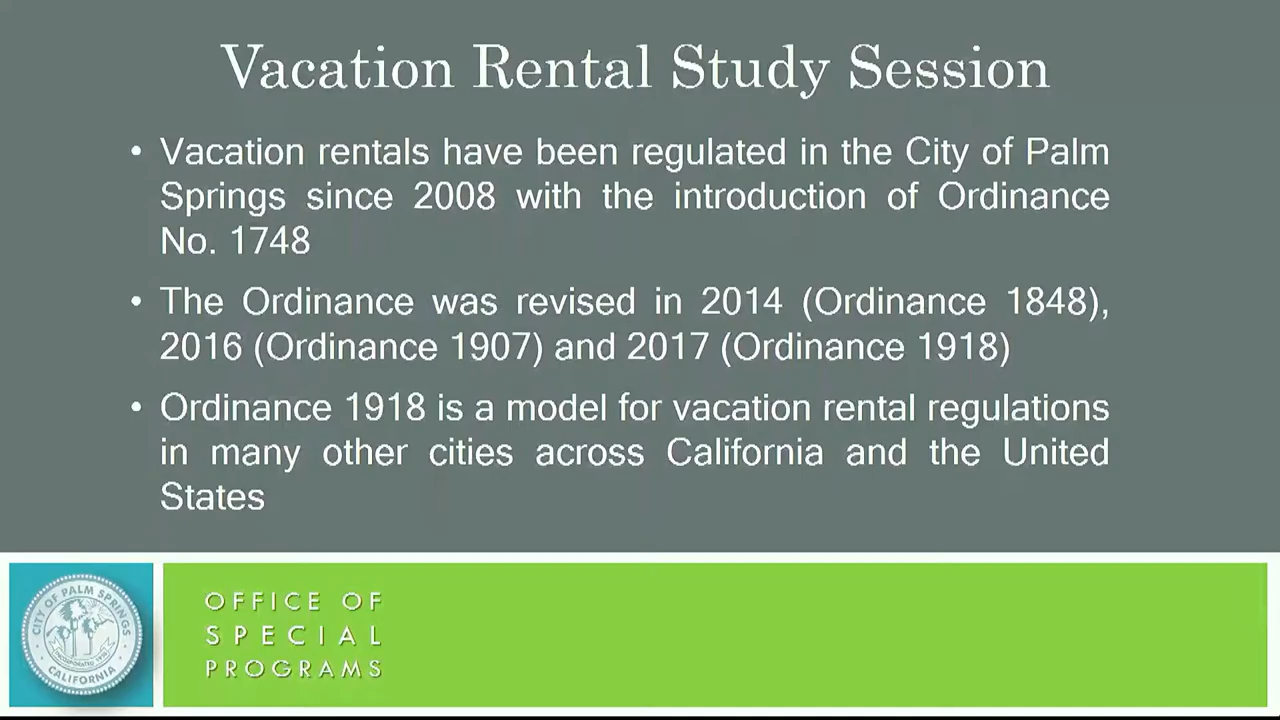 Vacation Rental Study Session
• Vacation rentals have been regulated in the City of Palm
Springs since 2008 with the introduction of Ordinance
No. 1748
• The Ordinance was revised in 2014 (Ordinance 1848),
2016 (Ordinance 1907) and 2017 (Ordinance 1918)
• Ordinance 1918 is a model for vacation rental regulations
in many other cities across California and the United
States
CITY OF PALM SPRINGS
CALIFORNIA
OFFICE OF
SPECIAL
PROGRAMS